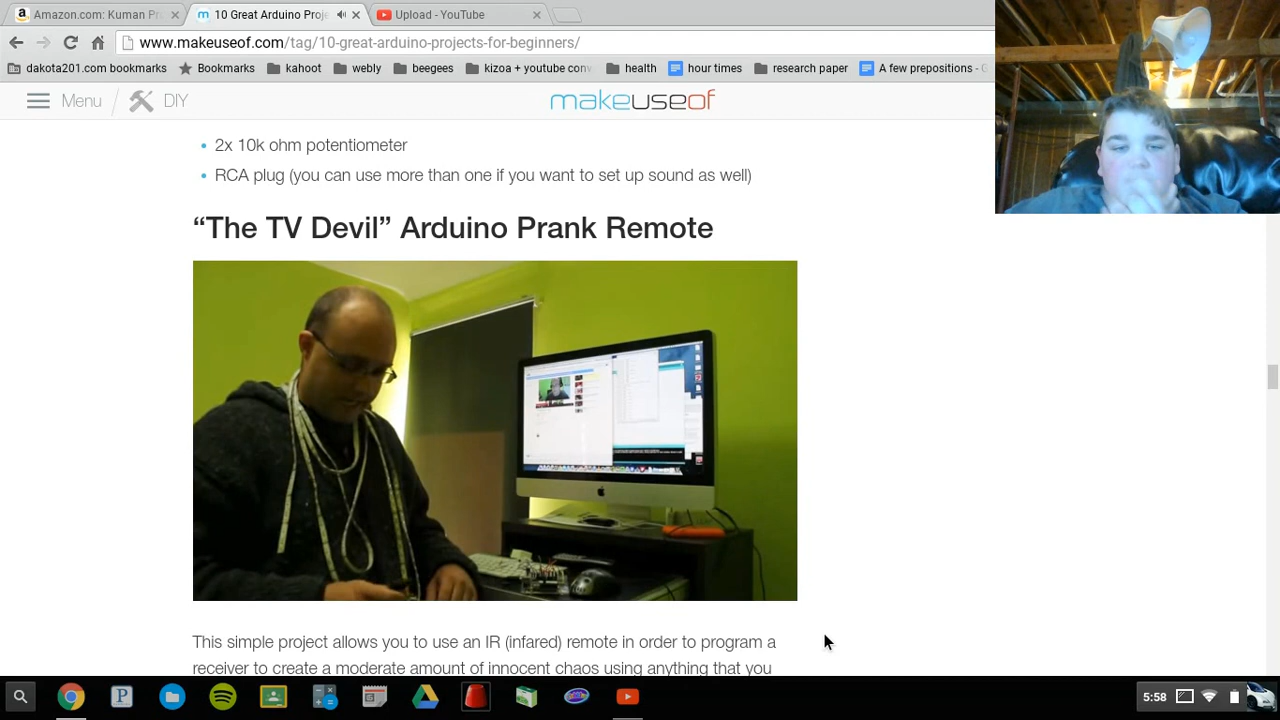 Amazon.com: Kuman Pr
10 Great Arduino Proje
Upload - YouTube
www.makeuseof.com/tag/10-great-arduino-projects-for-beginners/
dakota201.com bookmarks
Bookmarks
kahoot
webly
beegees
kizoa + youtube conv
health
hour times
research paper
A few prepositions - G
Menu
DIY
makeuseof
2x 10k ohm potentiometer
RCA plug (you can use more than one if you want to set up sound as well)
“The TV Devil” Arduino Prank Remote
This simple project allows you to use an IR (infared) remote in order to program a
receiver to create a moderate amount of innocent chaos using anything that you
5:58